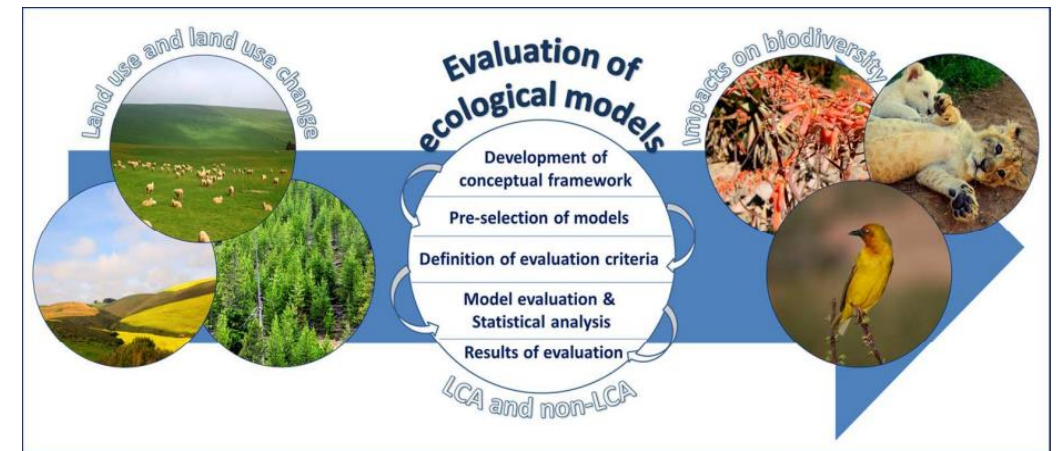 Land use and land use change
Evaluation of
ecological models
Development of
conceptual framework
Pre-selection of models
Definition of evaluation criteria
Model evaluation &
Statistical analysis
Results of evaluation
LCA and non-LCA
Impacts on biodiversity